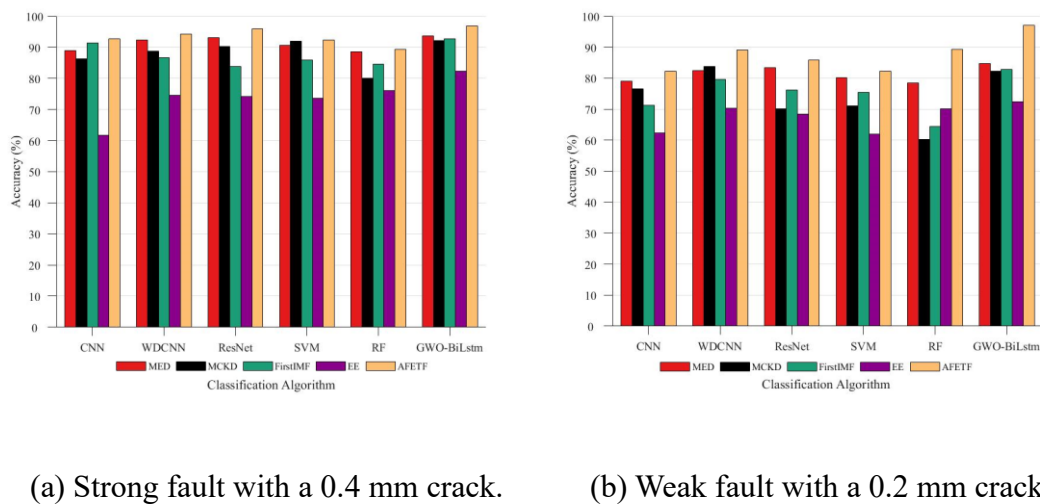 100
90
80
70
60
50
40
30
20
10
0
Accuracy (%)
CNN WDCNN ResNet SVM RF GWO-BiLstm
MED MCKD FirstIMF EE AFETF
Classification Algorithm
(a) Strong fault with a 0.4 mm crack.
100
90
80
70
60
50
40
30
20
10
0
Accuracy (%)
CNN WDCNN ResNet SVM RF GWO-BiLstm
MED MCKD FirstIMF EE AFETF
Classification Algorithm
(b) Weak fault with a 0.2 mm crack